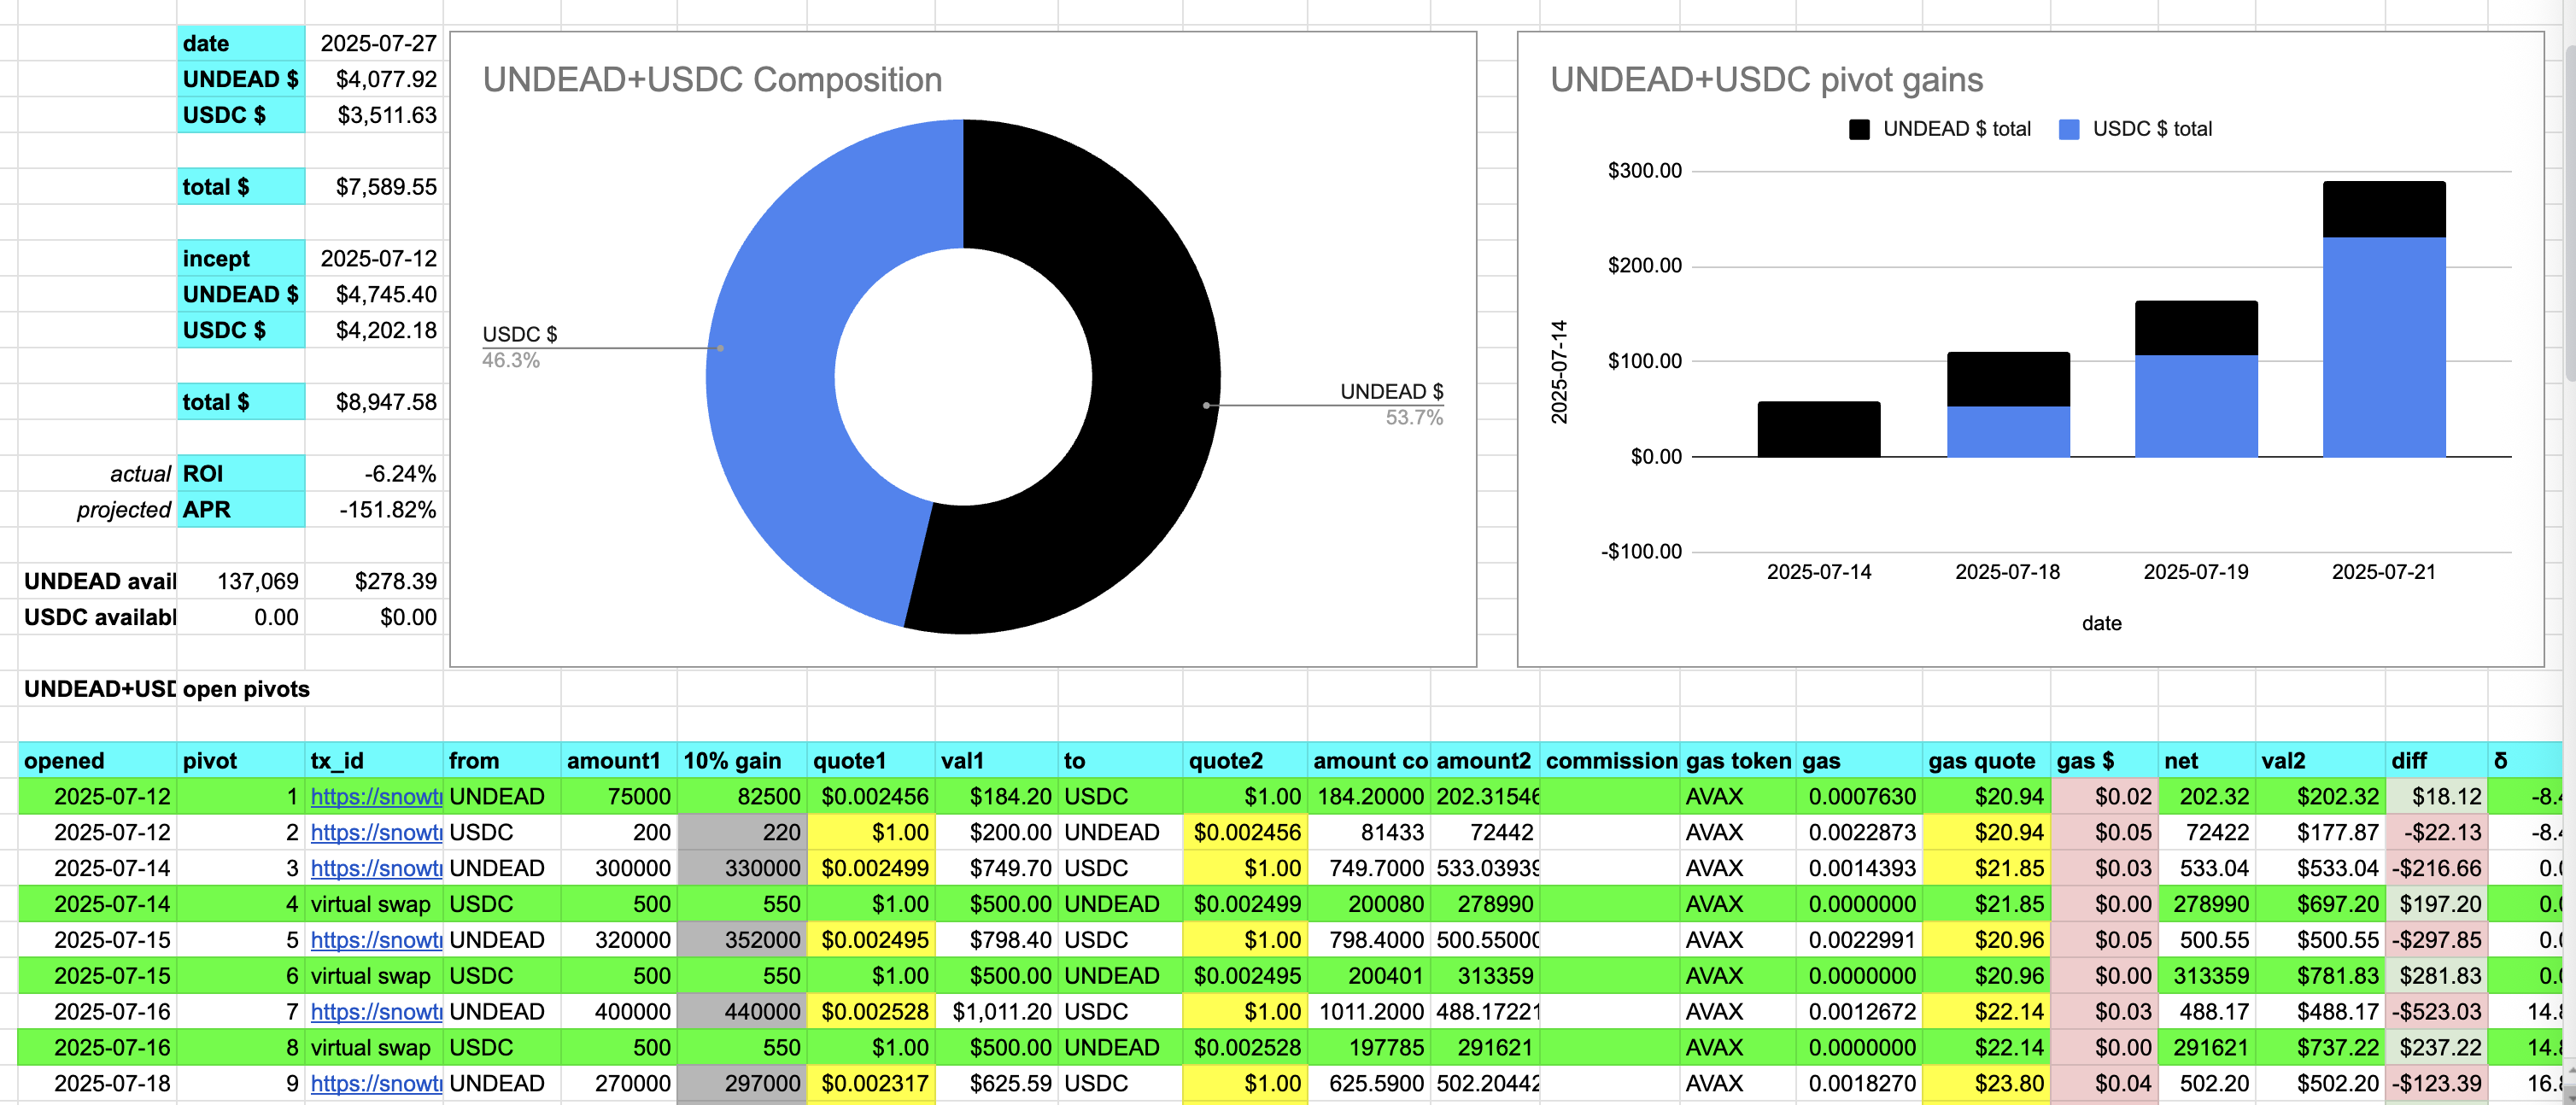 date 2025-07-27
UNDEAD $ $4,077.92
USDC $ $3,511.63
total $ $7,589.55
incept 2025-07-12
UNDEAD $ $4,745.40
USDC $ $4,202.18
total $ $8,947.58
actual ROI -6.24%
projected APR -151.82%
UNDEAD avail 137,069 $278.39
USDC availabl 0.00 $0.00
UNDEAD+USDC Composition
USDC $
46.3%
UNDEAD $
53.7%
UNDEAD+USDC pivot gains
UNDEAD $ total USDC $ total
$300.00
$200.00
$100.00
$0.00
-$100.00
2025-07-14
2025-07-14 2025-07-18 2025-07-19 2025-07-21
date
UNDEAD+USD open pivots
opened pivot tx_id from amount1 10% gain quote1 val1 to quote2 amount co amount2 commission gas token gas gas quote gas $ net val2 diff δ
2025-07-12 1 https://snowtr UNDEAD 75000 82500 $0.002456 $184.20 USDC $1.00 184.20000 202.31546 AVAX 0.0007630 $20.94 $0.02 202.32 $202.32 $18.12 -8.4
2025-07-12 2 https://snowtr USDC 200 220 $1.00 $200.00 UNDEAD $0.002456 81433 72442 AVAX 0.0022873 $20.94 $0.05 72422 $177.87 -$22.13 -8.4
2025-07-14 3 https://snowtr UNDEAD 300000 330000 $0.002499 $749.70 USDC $1.00 749.7000 533.03939 AVAX 0.0014393 $21.85 $0.03 533.04 $533.04 -$216.66 0.0
2025-07-14 4 virtual swap USDC 500 550 $1.00 $500.00 UNDEAD $0.002499 200080 278990 AVAX 0.0000000 $21.85 $0.00 278990 $697.20 $197.20 0.0
2025-07-15 5 https://snowtr UNDEAD 320000 352000 $0.002495 $798.40 USDC $1.00 798.4000 500.55000 AVAX 0.0022991 $20.96 $0.05 500.55 $500.55 -$297.85 0.0
2025-07-15 6 virtual swap USDC 500 550 $1.00 $500.00 UNDEAD $0.002495 200401 313359 AVAX 0.0000000 $20.96 $0.00 313359 $781.83 $281.83 0.0
2025-07-16 7 https://snowtr UNDEAD 400000 440000 $0.002528 $1,011.20 USDC $1.00 1011.2000 488.17221 AVAX 0.0012672 $22.14 $0.03 488.17 $488.17 -$523.03 14.8
2025-07-16 8 virtual swap USDC 500 550 $1.00 $500.00 UNDEAD $0.002528 197785 291621 AVAX 0.0000000 $22.14 $0.00 291621 $737.22 $237.22 14.8
2025-07-18 9 https://snowtr UNDEAD 270000 297000 $0.002317 $625.59 USDC $1.00 625.5900 502.20442 AVAX 0.0018270 $23.80 $0.04 502.20 $502.20 -$123.39 16.8